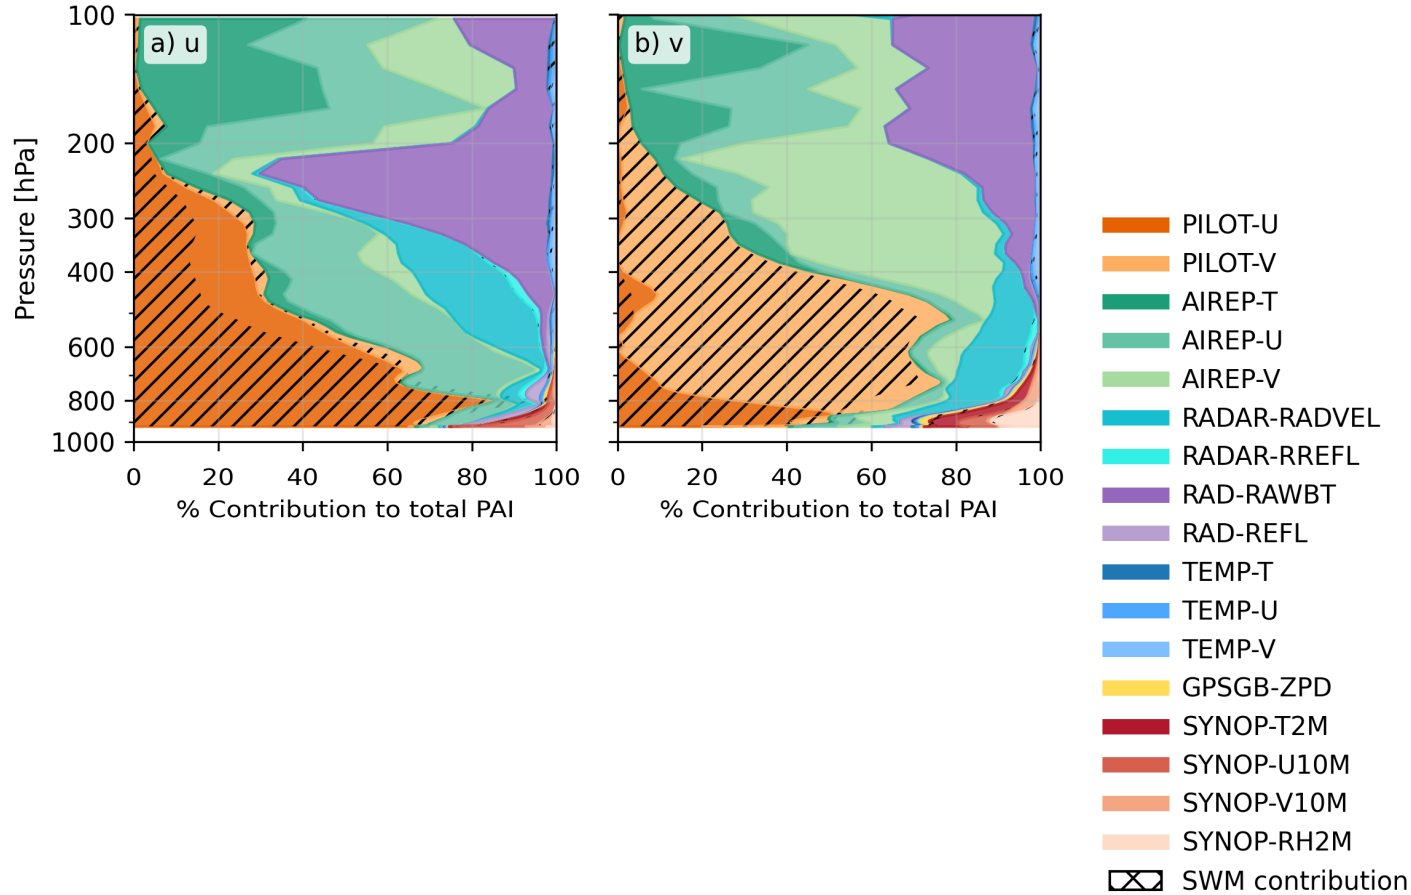 a) u
b) v
Pressure [hPa]
100
200
300
400
600
800
1000
0 20 40 60 80 100
% Contribution to total PAI
0 20 40 60 80 100
% Contribution to total PAI
PILOT-U
PILOT-V
AIREP-T
AIREP-U
AIREP-V
RADAR-RADVEL
RADAR-RREFL
RAD-RAWBT
RAD-REFL
TEMP-T
TEMP-U
TEMP-V
GPSGB-ZPD
SYNOP-T2M
SYNOP-U10M
SYNOP-V10M
SYNOP-RH2M
SWM contribution